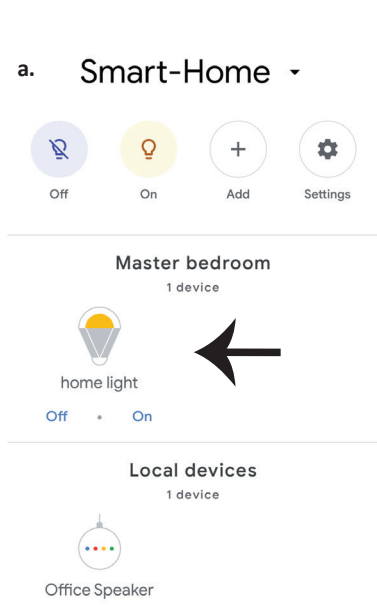 a. Smart-Home
Off On Add Settings
Master bedroom
1 device
home light
Off • On
Local devices
1 device
Office Speaker